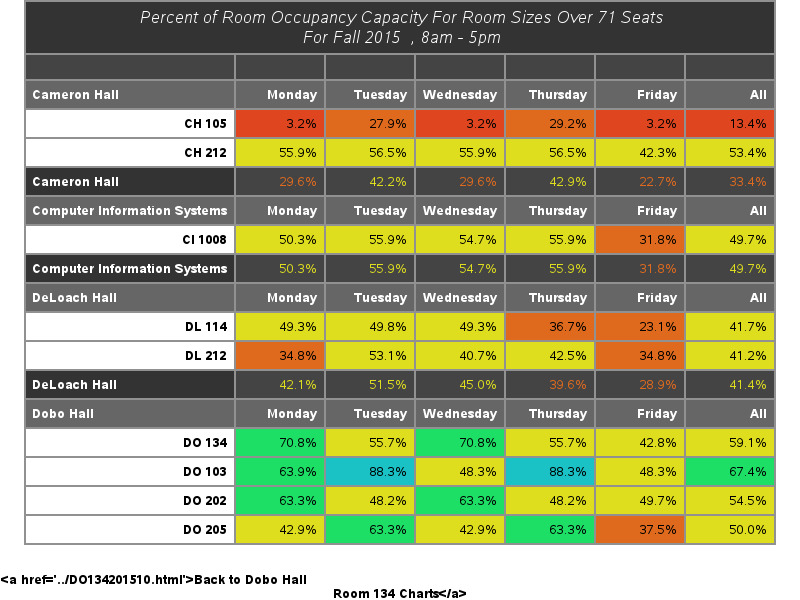 Percent of Room Occupancy Capacity For Room Sizes Over 71 Seats
For Fall 2015 , 8am - 5pm
Cameron Hall Monday Tuesday Wednesday Thursday Friday All
CH 105 3.2% 27.9% 3.2% 29.2% 3.2% 13.4%
CH 212 55.9% 56.5% 55.9% 56.5% 42.3% 53.4%
Cameron Hall 29.6% 42.2% 29.6% 42.9% 22.7% 33.4%
Computer Information Systems Monday Tuesday Wednesday Thursday Friday All
CI 1008 50.3% 55.9% 54.7% 55.9% 31.8% 49.7%
Computer Information Systems 50.3% 55.9% 54.7% 55.9% 31.8% 49.7%
DeLoach Hall Monday Tuesday Wednesday Thursday Friday All
DL 114 49.3% 49.8% 49.3% 36.7% 23.1% 41.7%
DL 212 34.8% 53.1% 40.7% 42.5% 34.8% 41.2%
DeLoach Hall 42.1% 51.5% 45.0% 39.6% 28.9% 41.4%
Dobo Hall Monday Tuesday Wednesday Thursday Friday All
DO 134 70.8% 55.7% 70.8% 55.7% 42.8% 59.1%
DO 103 63.9% 88.3% 48.3% 88.3% 48.3% 67.4%
DO 202 63.3% 48.2% 63.3% 48.2% 49.7% 54.5%
DO 205 42.9% 63.3% 42.9% 63.3% 37.5% 50.0%
<a href='../DO134201510.html'>Back to Dobo Hall
Room 134 Charts</a>